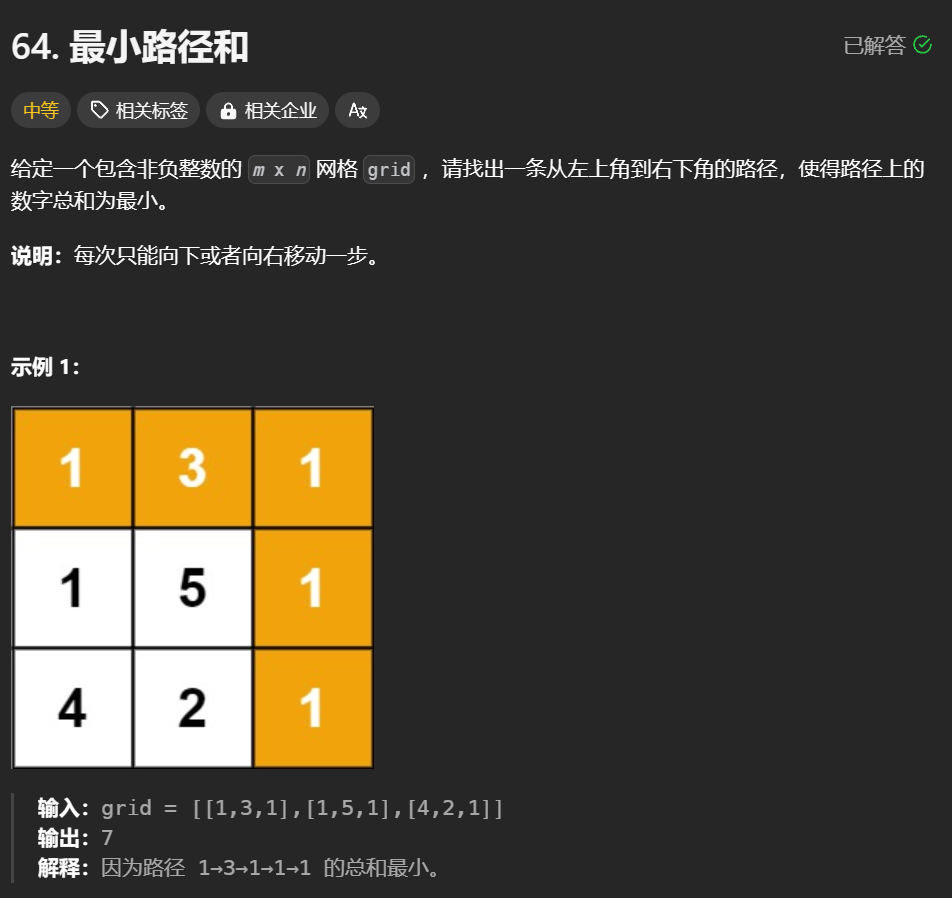 64. 最小路径和
已解答
中等 相关标签 相关企业
给定一个包含非负整数的 m x n 网格 grid ，请找出一条从左上角到右下角的路径，使得路径上的
数字总和为最小。
说明：每次只能向下或者向右移动一步。
示例 1：
1 3 1
1 5 1
4 2 1
输入：grid = [[1,3,1],[1,5,1],[4,2,1]]
输出：7
解释：因为路径 1→3→1→1→1 的总和最小。